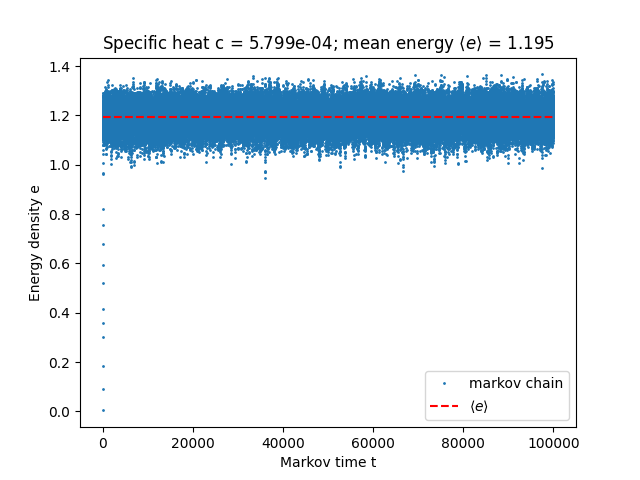 Specific heat c = 5.799e-04; mean energy ⟨e⟩ = 1.195
1.4
1.2
1.0
0.8
0.6
0.4
0.2
0.0
Energy density e
markov chain
⟨e⟩
0 20000 40000 60000 80000 100000
Markov time t